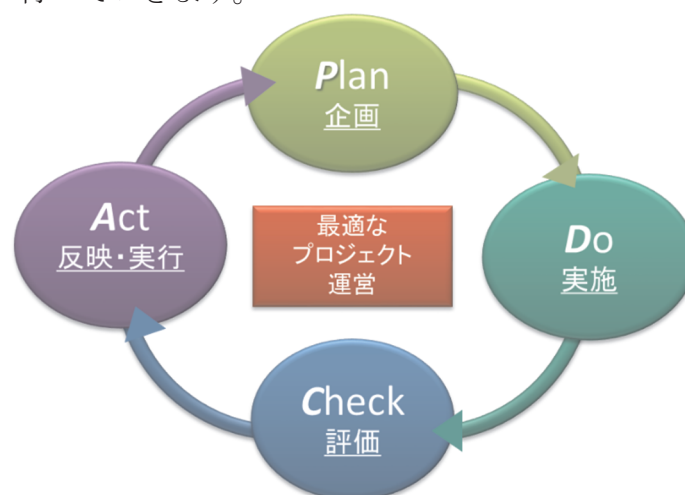 Plan
企画
Do
実施
Check
評価
Act
反映・実行
最適な
プロジェクト
運営